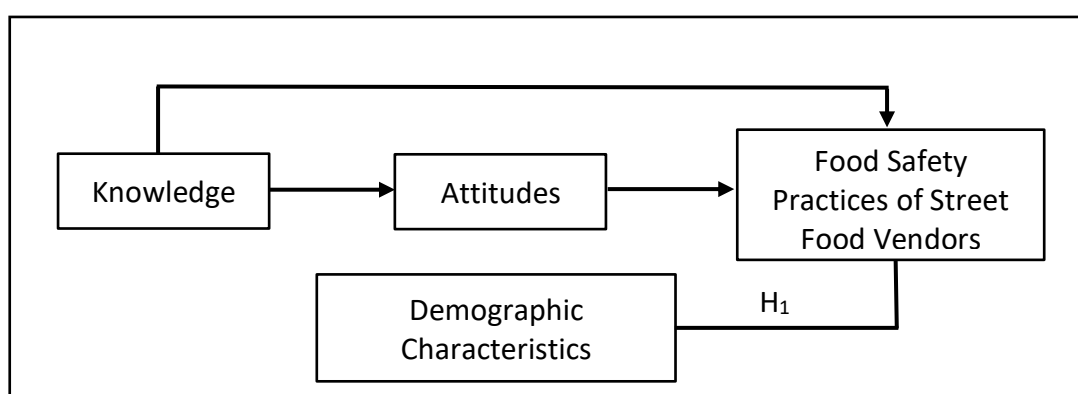 Knowledge
Attitudes
Food Safety
Practices of Street
Food Vendors
Demographic
Characteristics
H₁